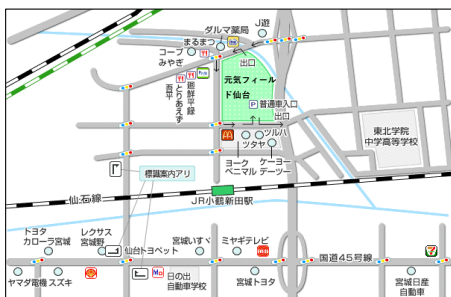 ダルマ薬局
J遊
まるまつ
コープ
みやぎ
出口
元気フィール
ド仙台
P 普通車入口
出口
とりあえず
吾平
東北学院
中学高等学校
ツルハ
ツタヤ
ヨーク
ベニマル
ケーヨー
デーツー
標識案内アリ
仙石線
JR小鶴新田駅
トヨタ
カローラ宮城
レクサス
宮城野
仙台トヨペット
宮城いすゞ
ミヤギテレビ
国道45号線
ヤマダ電機
スズキ
日の出
自動車学校
宮城トヨタ
宮城日産
自動車